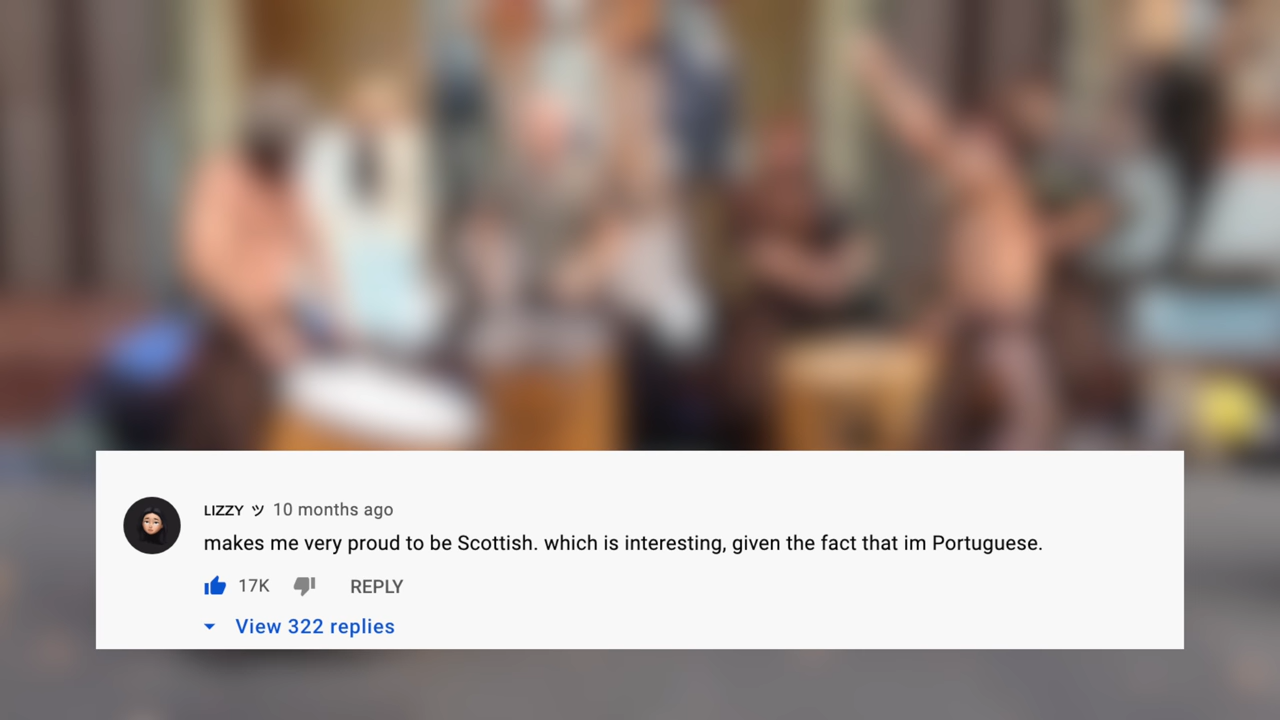 LIZZY ツ 10 months ago
makes me very proud to be Scottish. which is interesting, given the fact that im Portuguese.
17K REPLY
View 322 replies